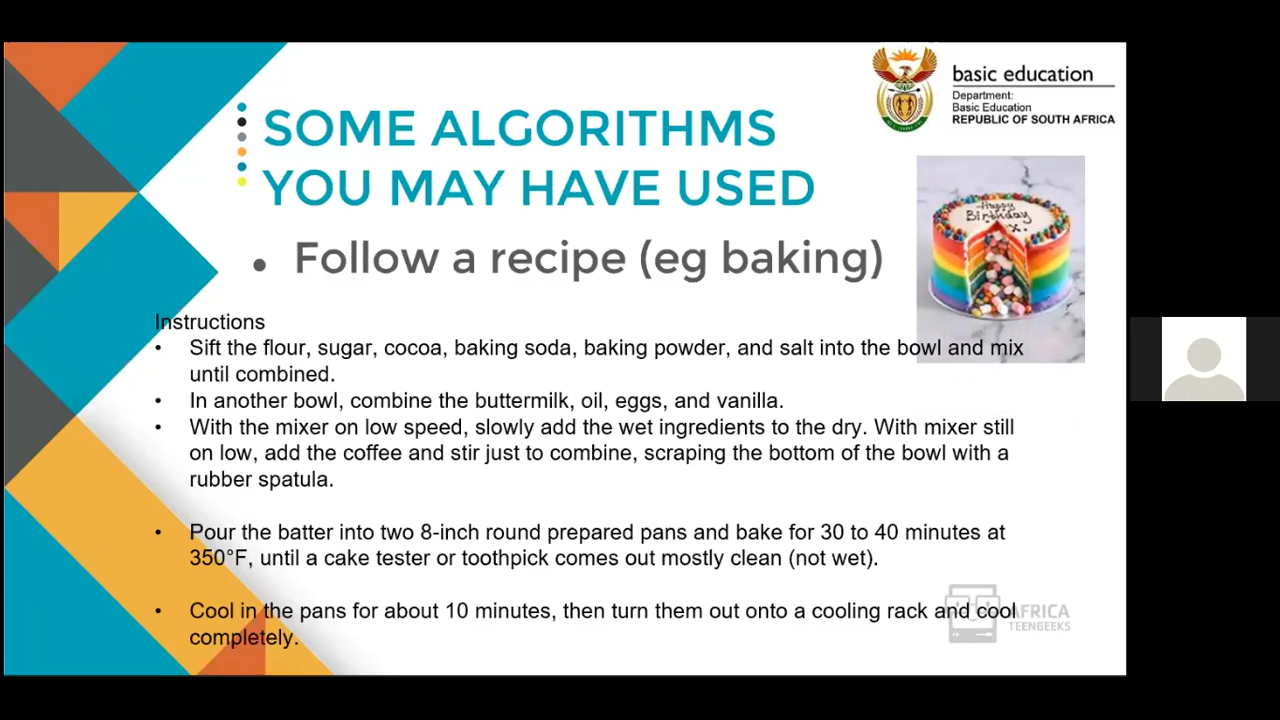 basic education
Department:
Basic Education
REPUBLIC OF SOUTH AFRICA
SOME ALGORITHMS
YOU MAY HAVE USED
• Follow a recipe (eg baking)
Happy
Birthday
Instructions
• Sift the flour, sugar, cocoa, baking soda, baking powder, and salt into the bowl and mix
until combined.
• In another bowl, combine the buttermilk, oil, eggs, and vanilla.
• With the mixer on low speed, slowly add the wet ingredients to the dry. With mixer still
on low, add the coffee and stir just to combine, scraping the bottom of the bowl with a
rubber spatula.
• Pour the batter into two 8-inch round prepared pans and bake for 30 to 40 minutes at
350°F, until a cake tester or toothpick comes out mostly clean (not wet).
• Cool in the pans for about 10 minutes, then turn them out onto a cooling rack and cool
completely.
AFRICA
TEENGEEKS